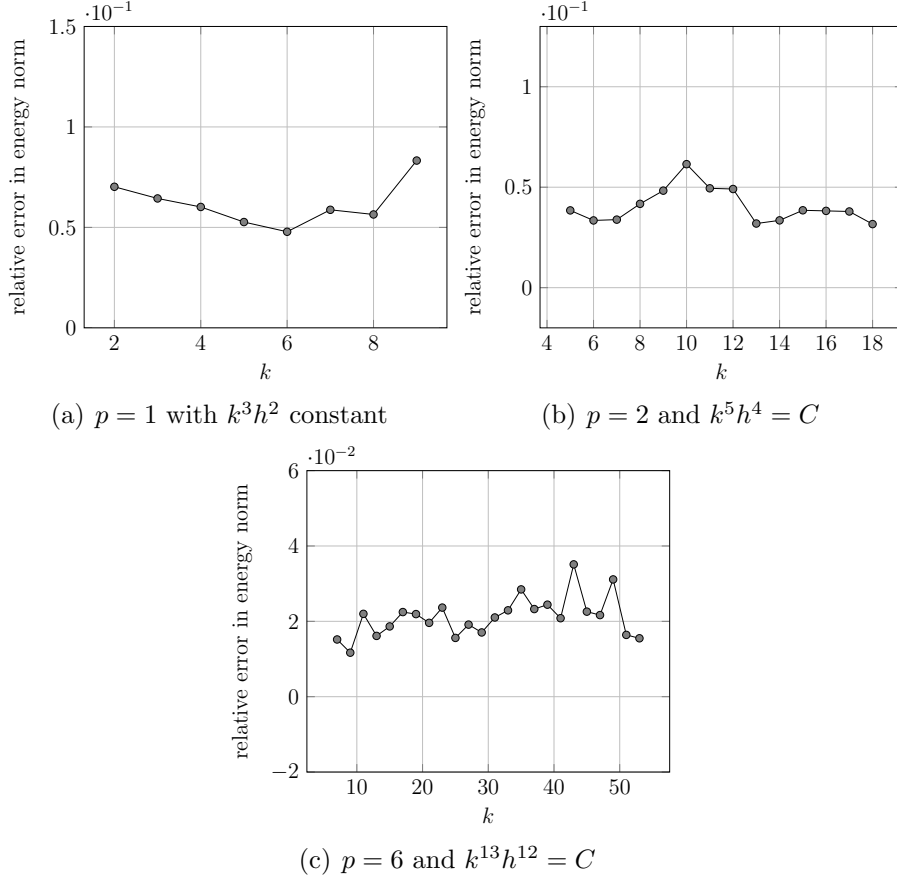 ·10⁻¹
1.5
1
0.5
0
relative error in energy norm
2 4 6 8
k
(a) p = 1 with k³h² constant
·10⁻¹
1
0.5
0
relative error in energy norm
4 6 8 10 12 14 16 18
k
(b) p = 2 and k⁵h⁴ = C
·10⁻²
6
4
2
0
−2
relative error in energy norm
10 20 30 40 50
k
(c) p = 6 and k¹³h¹² = C